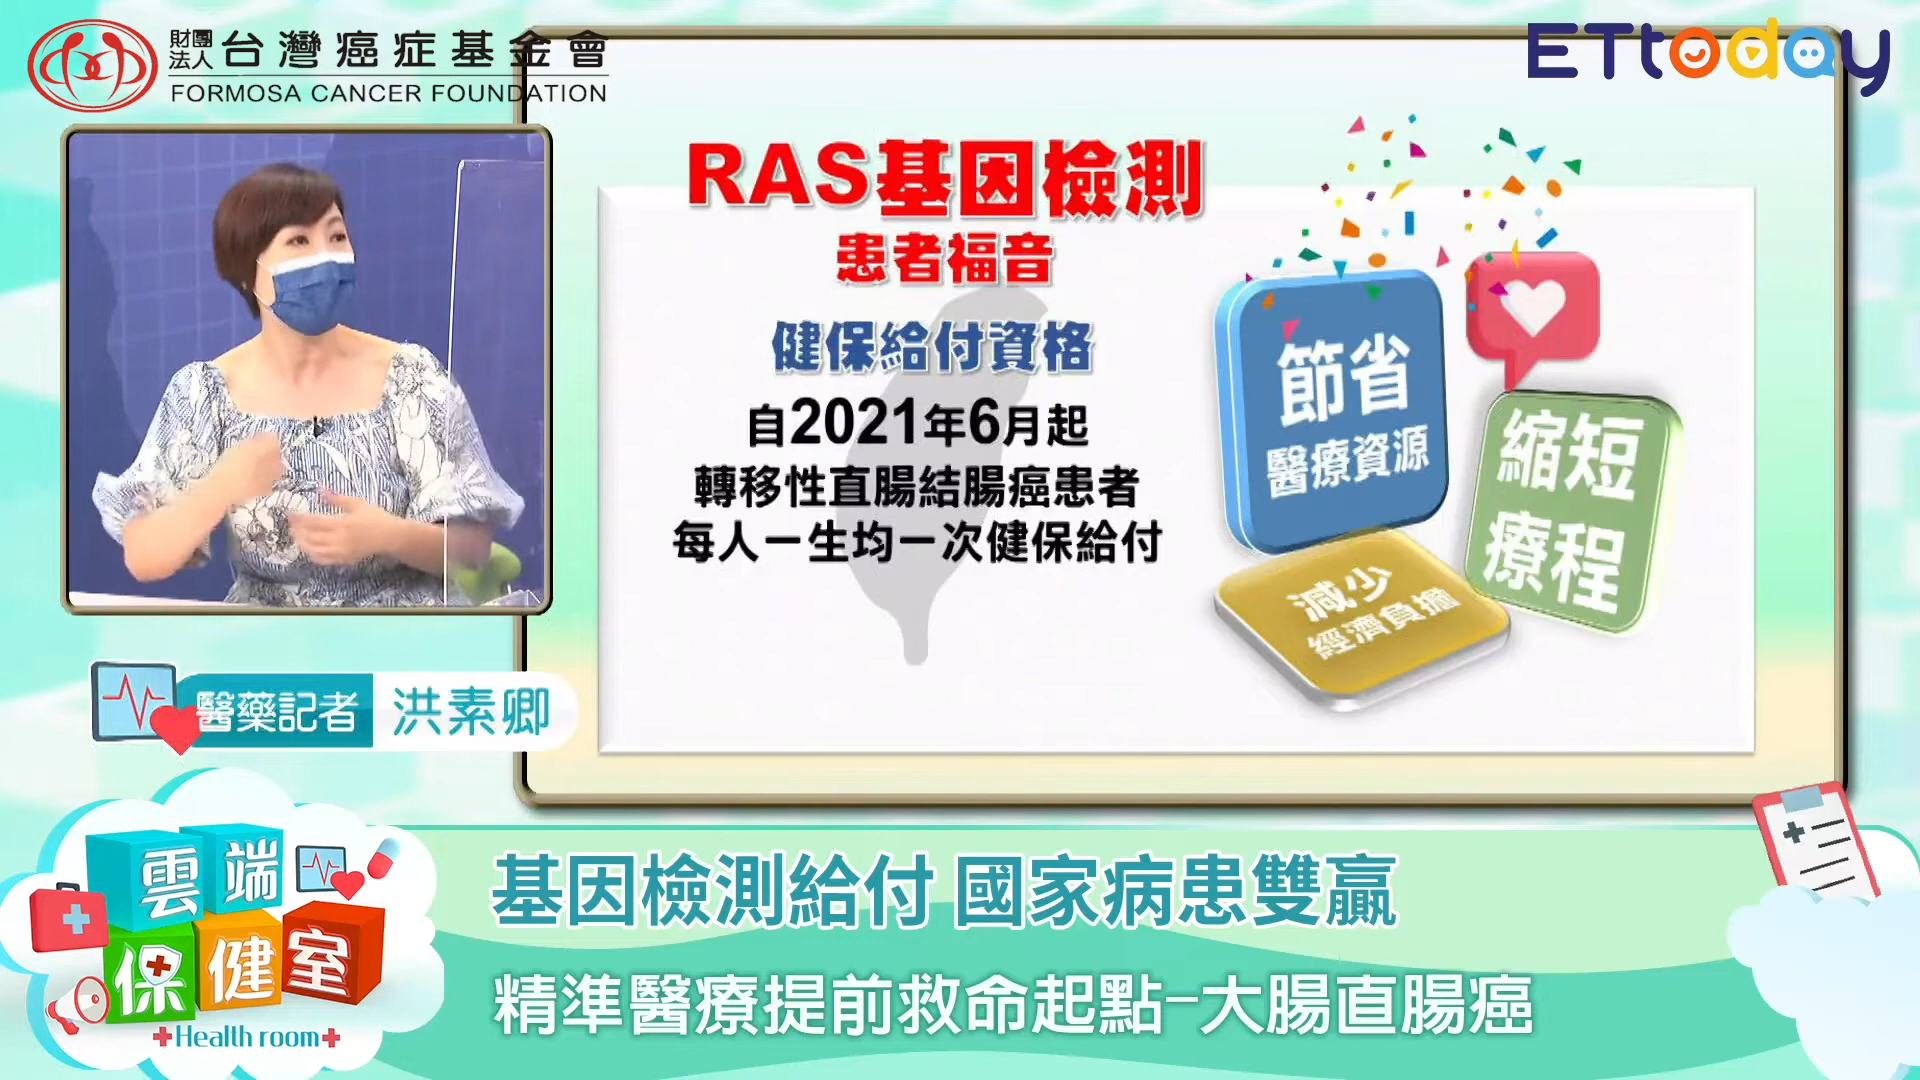 財團法人 台灣癌症基金會
FORMOSA CANCER FOUNDATION
ETtoday
RAS基因檢測
患者福音
健保給付資格
自2021年6月起
轉移性直腸結腸癌患者
每人一生均一次健保給付
節省
醫療資源
縮短
療程
減少
經濟負擔
醫藥記者 洪素卿
雲端
保健室
Health room
基因檢測給付 國家病患雙贏
精準醫療提前救命起點-大腸直腸癌